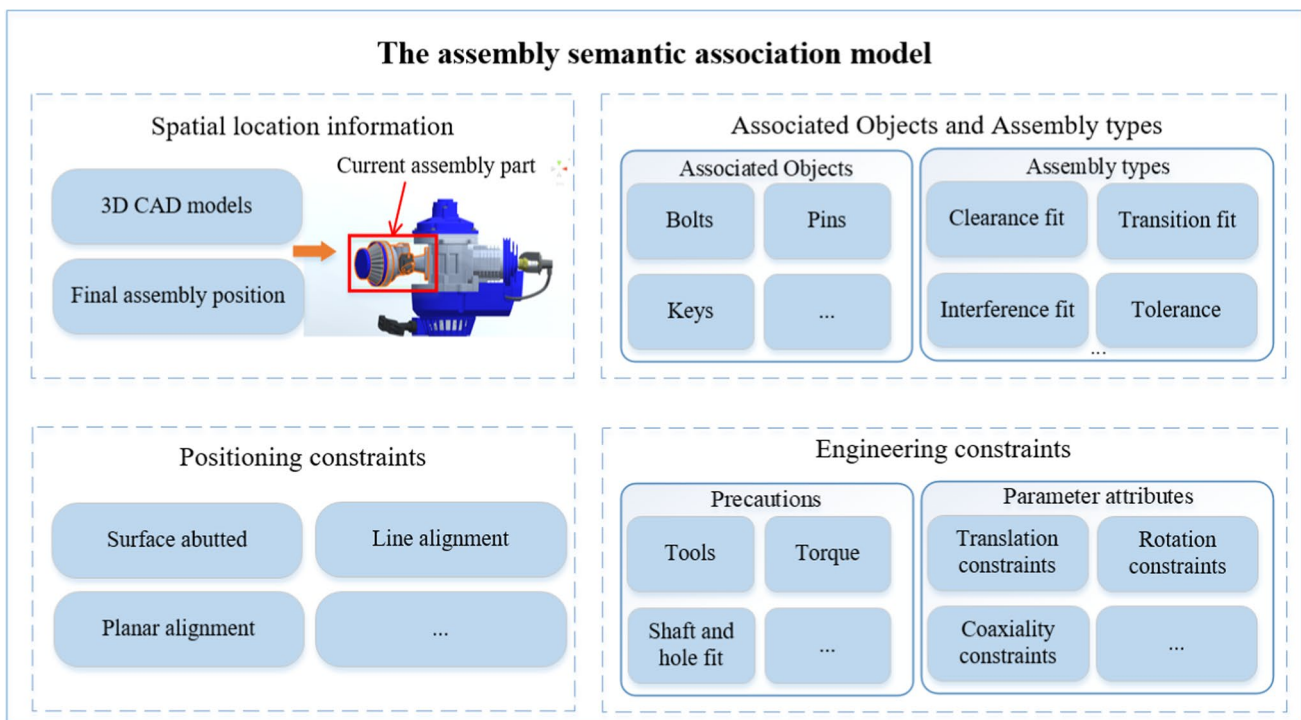 The assembly semantic association model
Spatial location information
Current assembly part
3D CAD models
Final assembly position
Associated Objects and Assembly types
Associated Objects
Bolts
Pins
Keys
...
Assembly types
Clearance fit
Transition fit
Interference fit
Tolerance
...
Positioning constraints
Surface abutted
Line alignment
Planar alignment
...
Engineering constraints
Precautions
Tools
Torque
Shaft and
hole fit
...
Parameter attributes
Translation
constraints
Rotation
constraints
Coaxiality
constraints
...